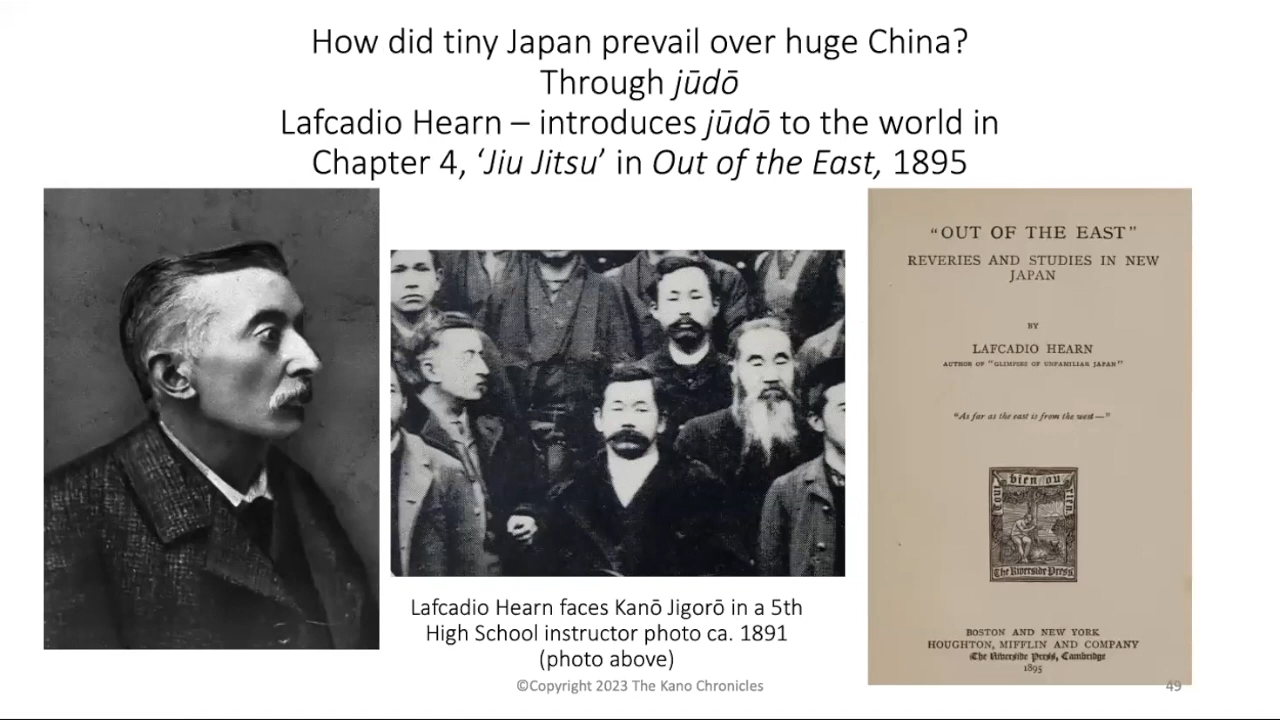 How did tiny Japan prevail over huge China?
Through jūdō
Lafcadio Hearn – introduces jūdō to the world in
Chapter 4, ‘Jiu Jitsu’ in Out of the East, 1895
“OUT OF THE EAST”
REVERIES AND STUDIES IN NEW
JAPAN
BY
LAFCADIO HEARN
AUTHOR OF “GLIMPSES OF UNFAMILIAR JAPAN”
“As far as the east is from the west—”
Tout bien ou rien
The Riverside Press
BOSTON AND NEW YORK
HOUGHTON, MIFFLIN AND COMPANY
The Riverside Press, Cambridge
1895
Lafcadio Hearn faces Kanō Jigorō in a 5th
High School instructor photo ca. 1891
(photo above)
©Copyright 2023 The Kano Chronicles
49